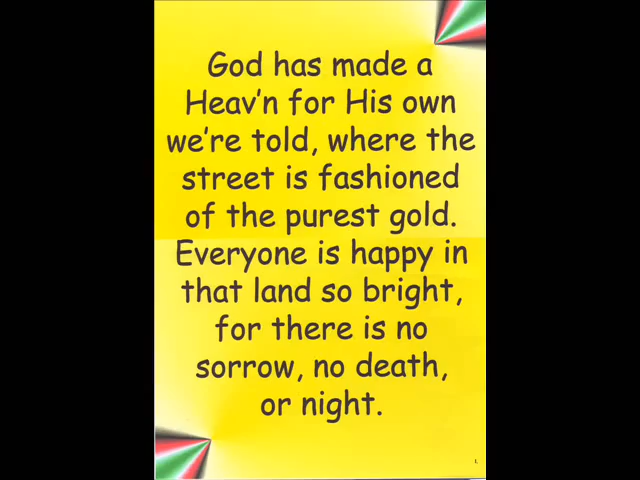 God has made a
Heav'n for His own
we're told, where the
street is fashioned
of the purest gold.
Everyone is happy in
that land so bright,
for there is no
sorrow, no death,
or night.